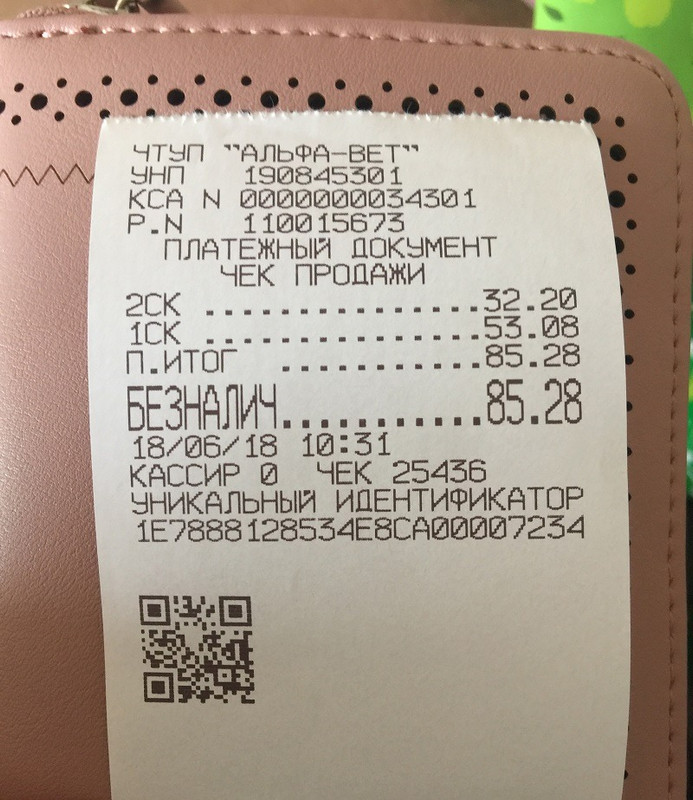 ЧТУП "АЛЬФА-ВЕТ"
УНП 190845301
КСА N 0000000034301
Р.N 110015673
ПЛАТЕЖНЫЙ ДОКУМЕНТ
ЧЕК ПРОДАЖИ
2СК ...............32.20
1СК ...............53.08
П.ИТОГ ...........85.28
БЕЗНАЛИЧ...........85.28
18/06/18 10:31
КАССИР 0 ЧЕК 25436
УНИКАЛЬНЫЙ ИДЕНТИФИКАТОР
1E7888128534E8CA00007234